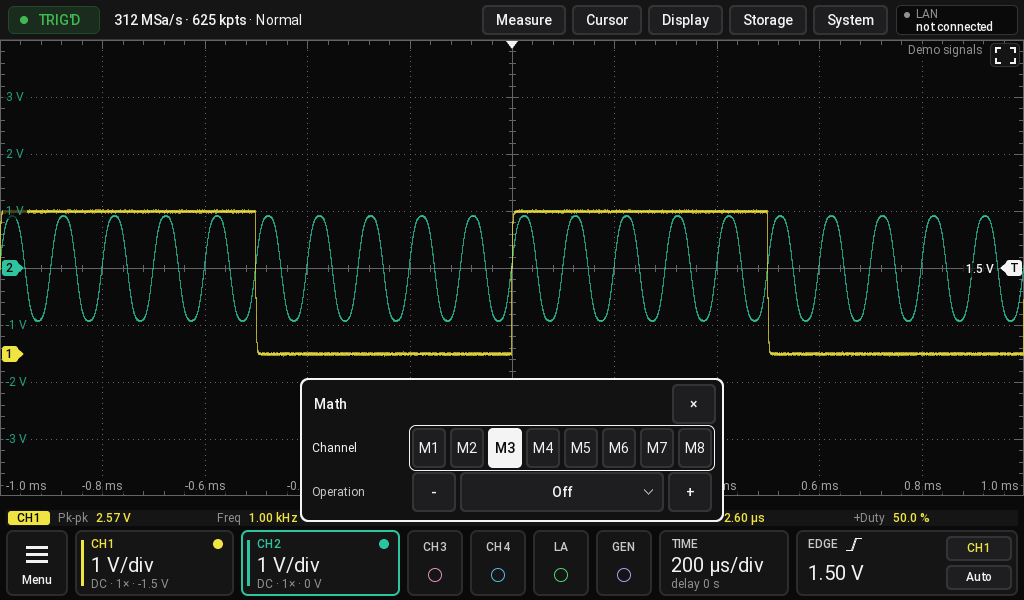 TRIG'D
312 MSa/s · 625 kpts · Normal
Measure
Cursor
Display
Storage
System
LAN
not connected
Demo signals
3 V
2 V
1 V
2
1.5 V
T
-1 V
1
-2 V
-3 V
-1.0 ms
-0.8 ms
-0.6 ms
0.6 ms
0.8 ms
1.0 ms
Math
×
Channel
M1
M2
M3
M4
M5
M6
M7
M8
Operation
-
Off
+
CH1
Pk-pk 2.57 V
Freq 1.00 kHz
2.60 µs
+Duty 50.0 %
Menu
CH1
1 V/div
DC · 1× · -1.5 V
CH2
1 V/div
DC · 1× · 0 V
CH3
CH4
LA
GEN
TIME
200 µs/div
delay 0 s
EDGE
1.50 V
CH1
Auto